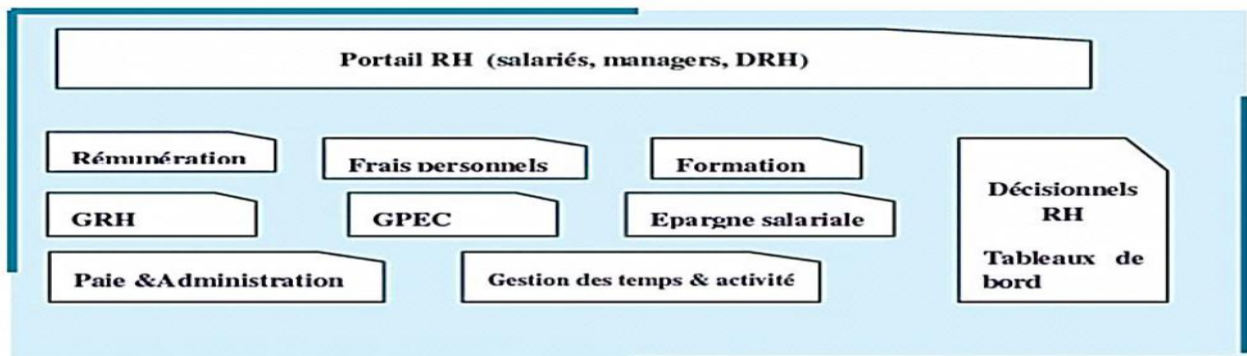 Portail RH (salariés, managers, DRH)
Rémunération
Frais personnels
Formation
GRH
GPEC
Epargne salariale
Paie &Administration
Gestion des temps & activité
Décisionnels
RH
Tableaux de
bord